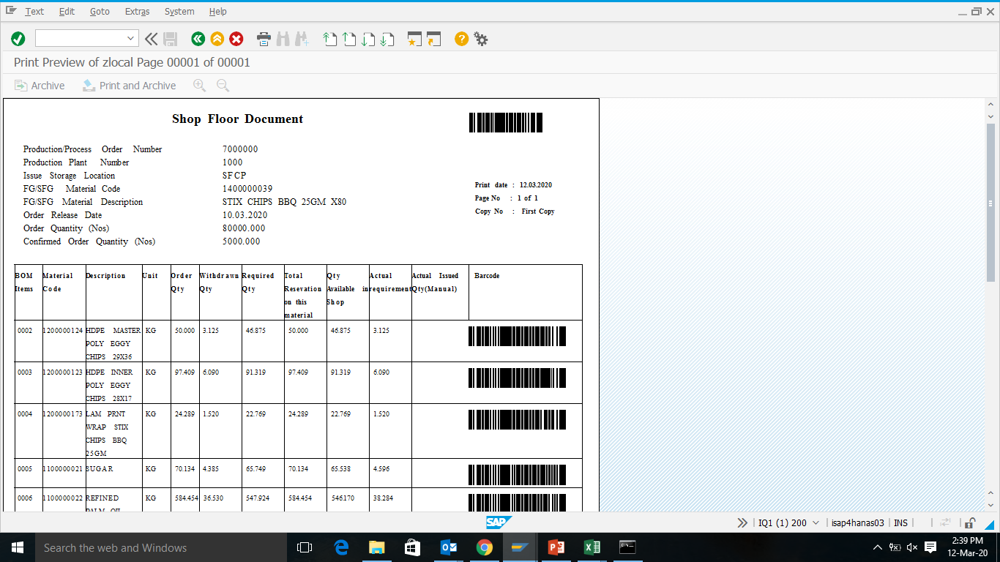 Text Edit Goto Extras System Help
Print Preview of zlocal Page 00001 of 00001
Archive Print and Archive
Shop Floor Document
Production/Process Order Number 7000000
Production Plant Number 1000
Issue Storage Location SFCP
FG/SFG Material Code 1400000039
FG/SFG Material Description STIX CHIPS BBQ 25GM X80
Order Release Date 10.03.2020
Order Quantity (Nos) 80000.000
Confirmed Order Quantity (Nos) 5000.000
Print date : 12.03.2020
Page No : 1 of 1
Copy No : First Copy
BOM Material Description Unit Order Withdrawn Required Total Qty Actual Actual Issued Barcode
Items Code Qty Qty Qty Resevation Available in requirement Qty(Manual)
on this Shop
material
0002 1200000124 HDPE MASTER KG 50.000 3.125 46.875 50.000 46.875 3.125
POLY EGGY
CHIPS 29X36
0003 1200000123 HDPE INNER KG 97.409 6.090 91.319 97.409 91.319 6.090
POLY EGGY
CHIPS 28X17
0004 1200000173 LAM PRNT KG 24.289 1.520 22.769 24.289 22.769 1.520
WRAP STIX
CHIPS BBQ
25GM
0005 1100000021 SUGAR KG 70.134 4.385 65.749 70.134 65.538 4.596
0006 1100000022 REFINED KG 584.454 36.530 547.924 584.454 546.170 38.284
PALM OIL
SAP IQ1 (1) 200 isap4hanas03 INS
Search the web and Windows
2:39 PM
12-Mar-20